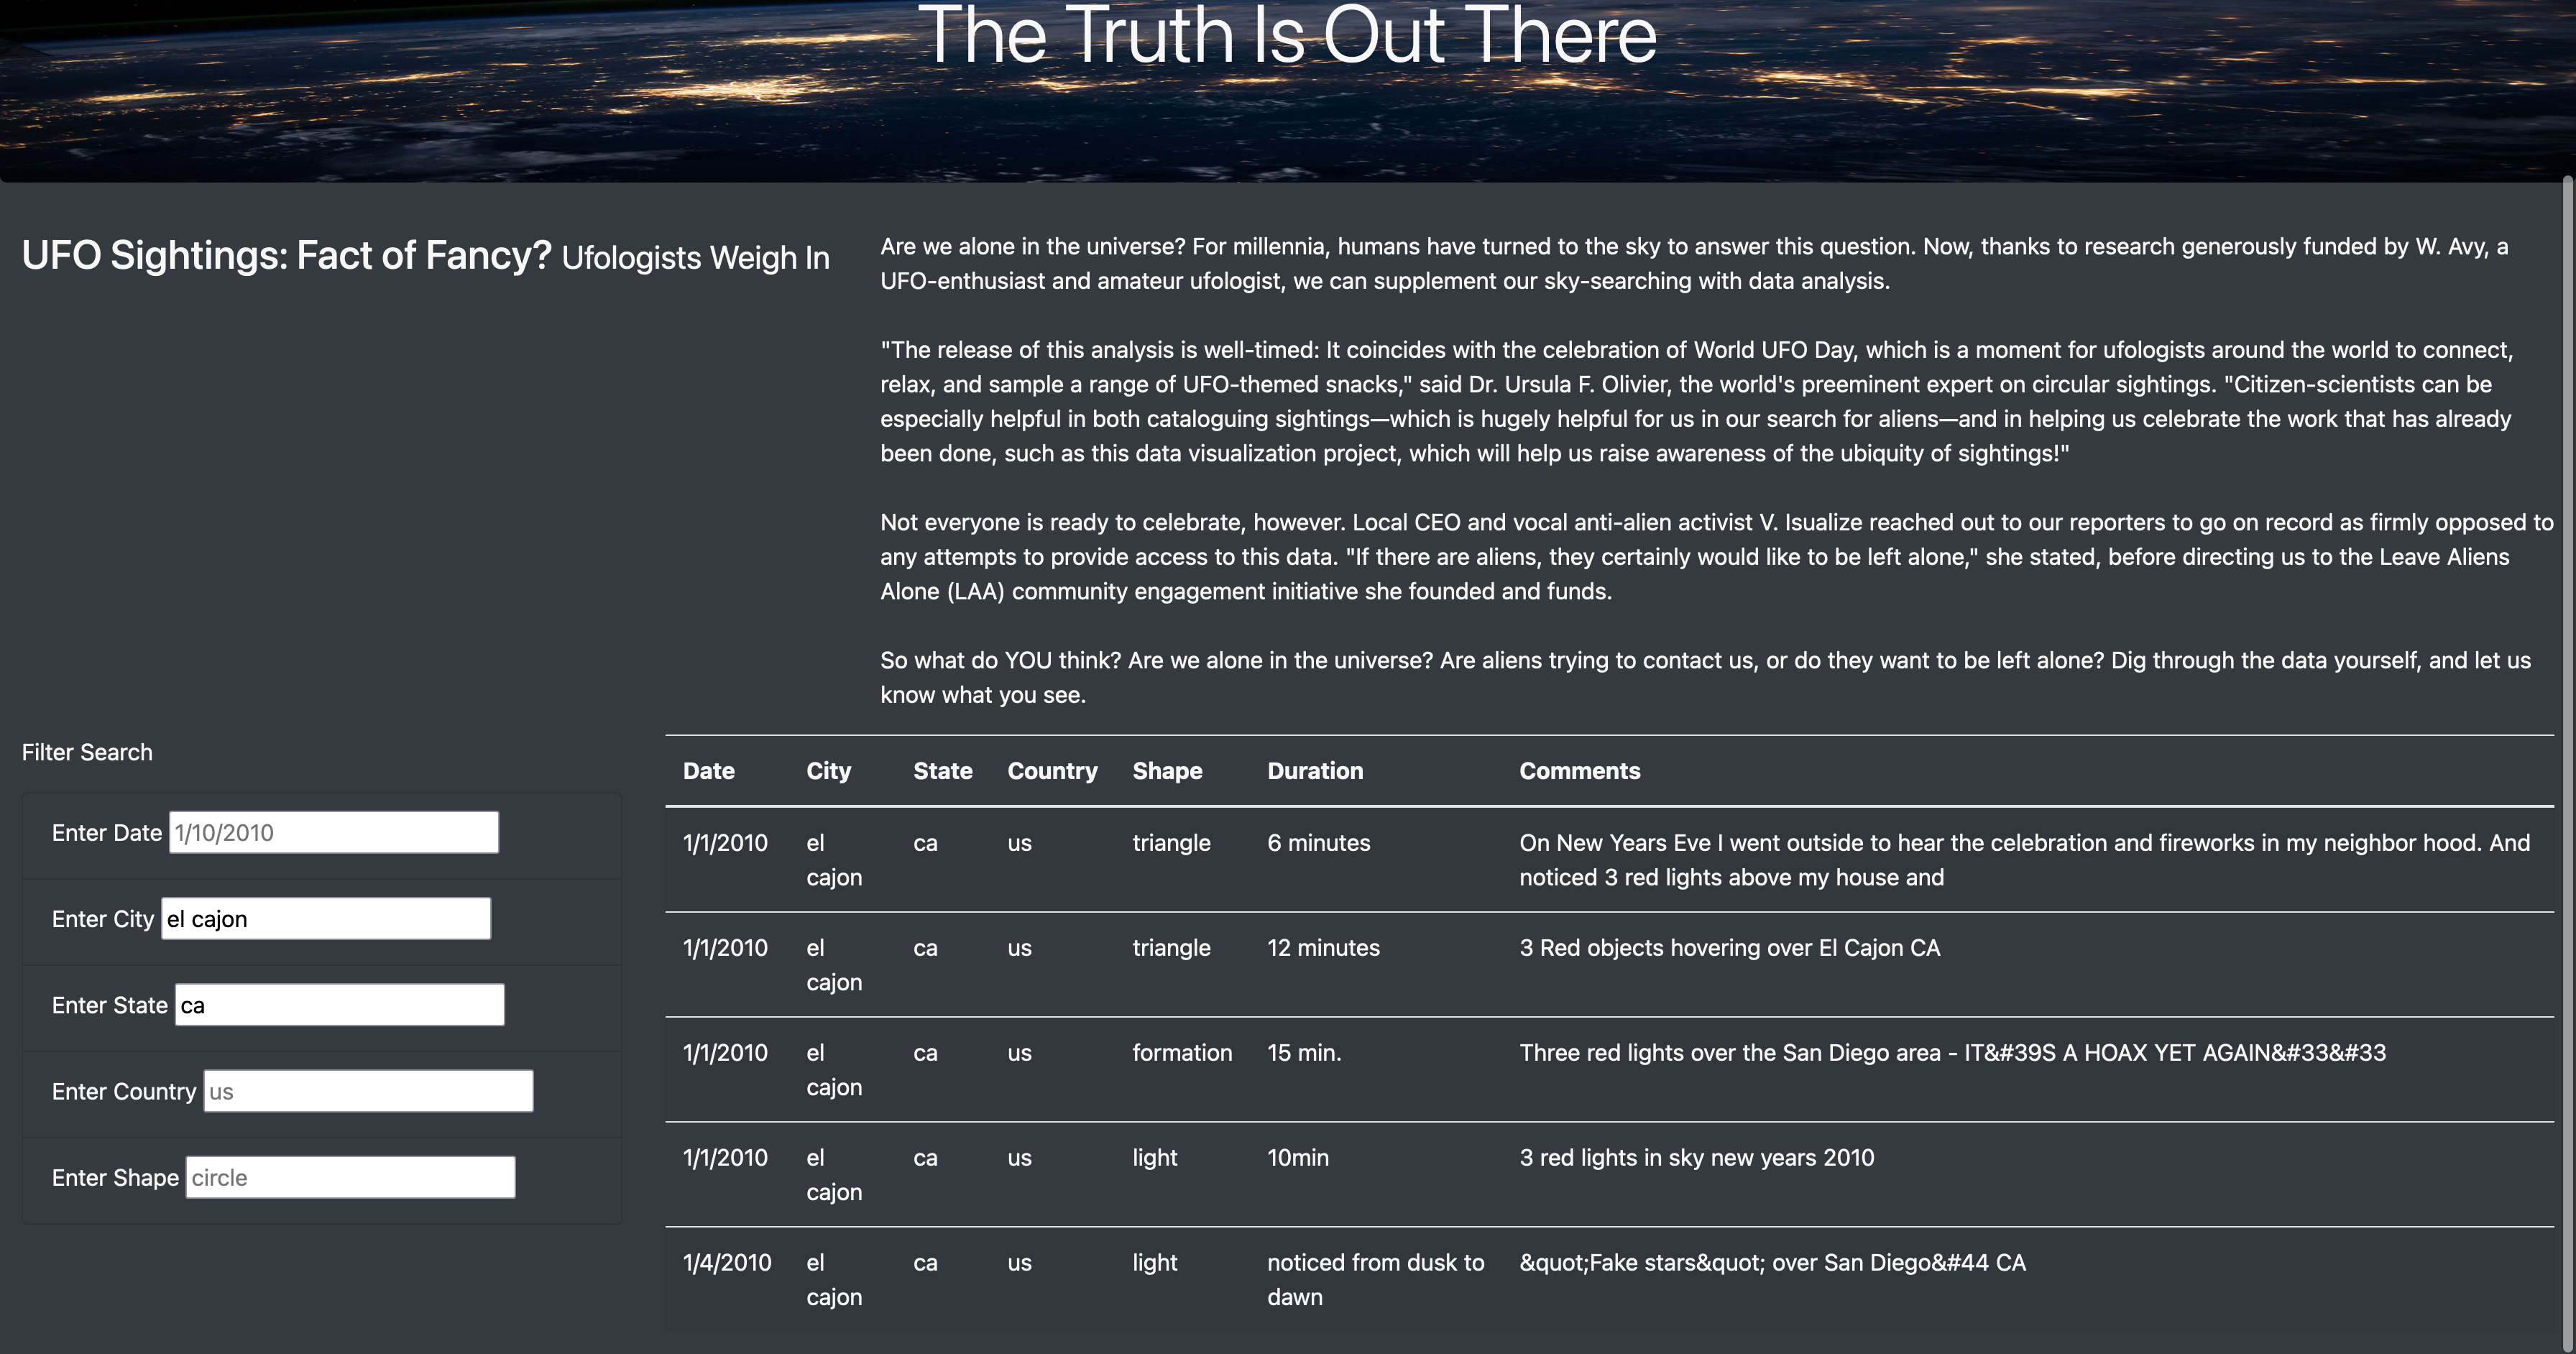 The Truth Is Out There
UFO Sightings: Fact of Fancy? Ufologists Weigh In
Are we alone in the universe? For millennia, humans have turned to the sky to answer this question. Now, thanks to research generously funded by W. Avy, a
UFO-enthusiast and amateur ufologist, we can supplement our sky-searching with data analysis.
"The release of this analysis is well-timed: It coincides with the celebration of World UFO Day, which is a moment for ufologists around the world to connect,
relax, and sample a range of UFO-themed snacks," said Dr. Ursula F. Olivier, the world's preeminent expert on circular sightings. "Citizen-scientists can be
especially helpful in both cataloguing sightings—which is hugely helpful for us in our search for aliens—and in helping us celebrate the work that has already
been done, such as this data visualization project, which will help us raise awareness of the ubiquity of sightings!"
Not everyone is ready to celebrate, however. Local CEO and vocal anti-alien activist V. Isualize reached out to our reporters to go on record as firmly opposed to
any attempts to provide access to this data. "If there are aliens, they certainly would like to be left alone," she stated, before directing us to the Leave Aliens
Alone (LAA) community engagement initiative she founded and funds.
So what do YOU think? Are we alone in the universe? Are aliens trying to contact us, or do they want to be left alone? Dig through the data yourself, and let us
know what you see.
Filter Search
Enter Date 1/10/2010
Enter City el cajon
Enter State ca
Enter Country us
Enter Shape circle
Date City State Country Shape Duration Comments
1/1/2010 el cajon ca us triangle 6 minutes On New Years Eve I went outside to hear the celebration and fireworks in my neighbor hood. And
noticed 3 red lights above my house and
1/1/2010 el cajon ca us triangle 12 minutes 3 Red objects hovering over El Cajon CA
1/1/2010 el cajon ca us formation 15 min. Three red lights over the San Diego area - IT&#39S A HOAX YET AGAIN&#33&#33
1/1/2010 el cajon ca us light 10min 3 red lights in sky new years 2010
1/4/2010 el cajon ca us light noticed from dusk to dawn &quot;Fake stars&quot; over San Diego&#44 CA